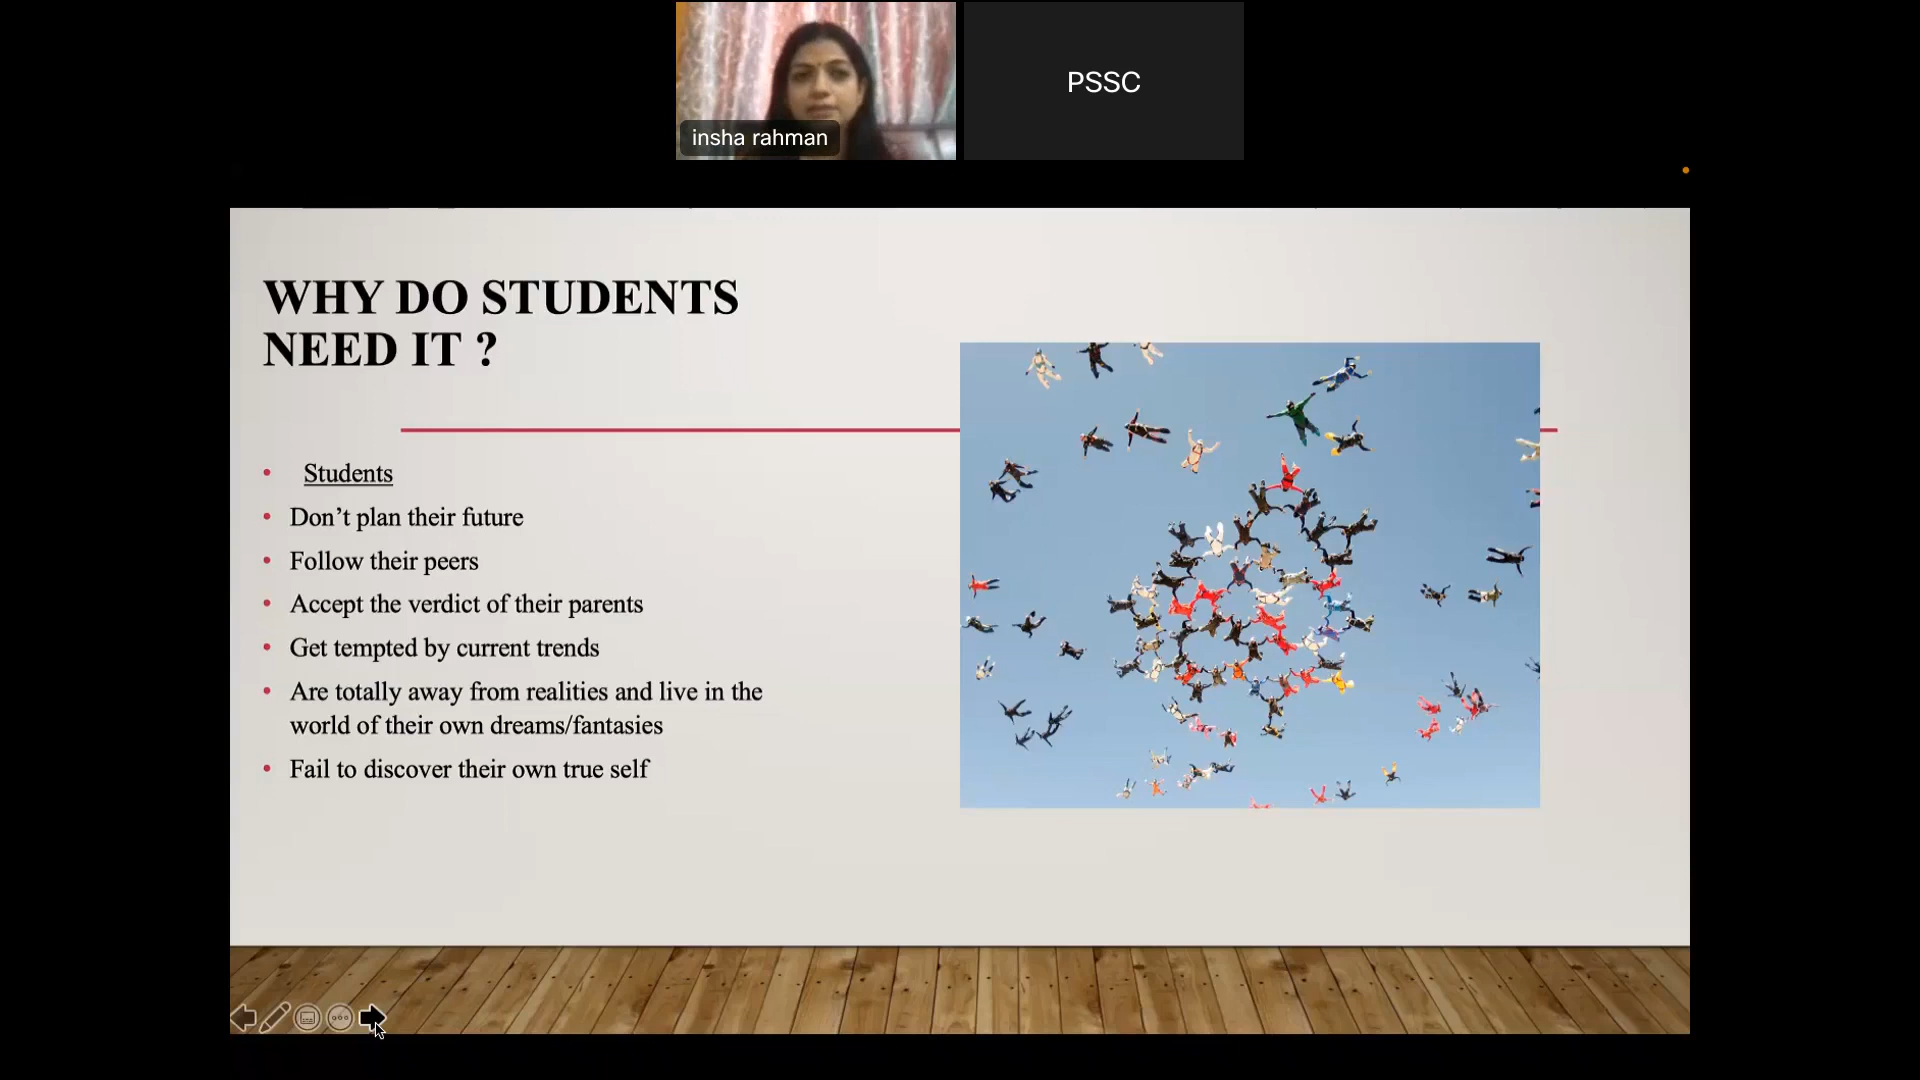 insha rahman
PSSC
WHY DO STUDENTS
NEED IT ?
• Students
• Don’t plan their future
• Follow their peers
• Accept the verdict of their parents
• Get tempted by current trends
• Are totally away from realities and live in the
world of their own dreams/fantasies
• Fail to discover their own true self